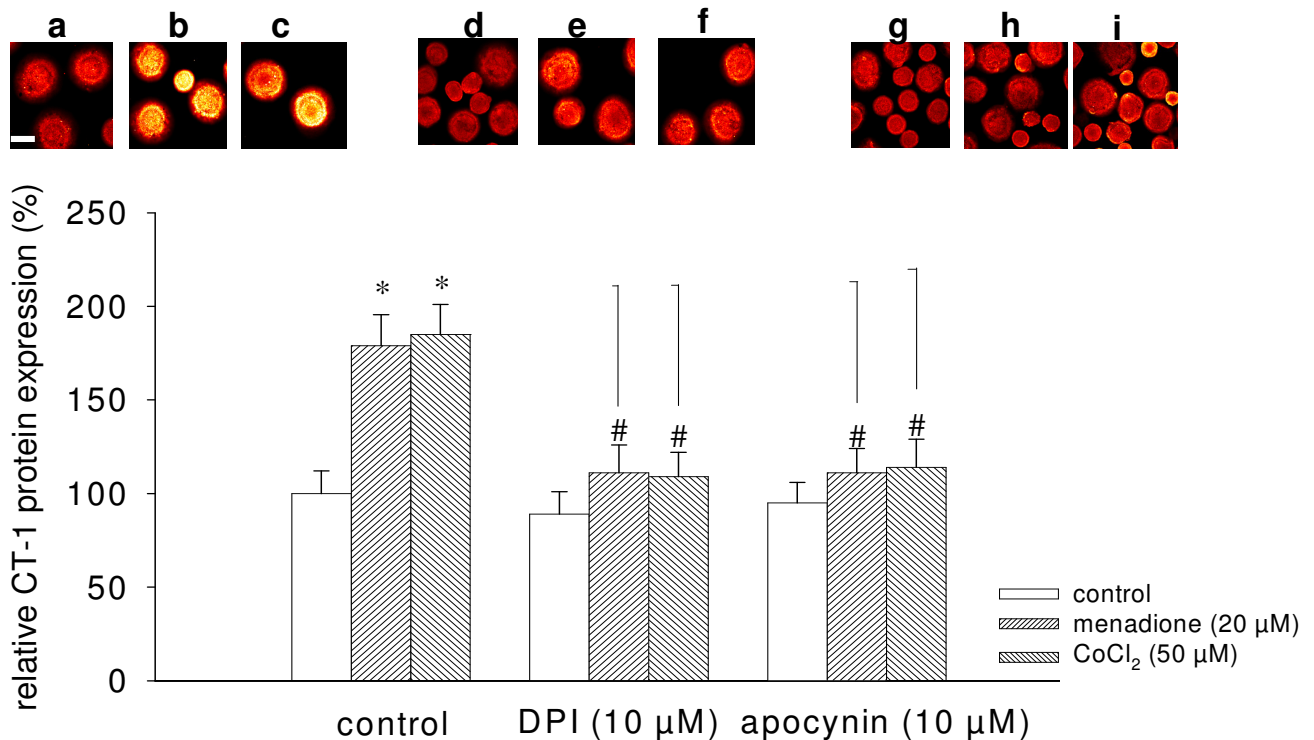 a b c d e f g h i
relative CT-1 protein expression (%)
250
200
150
100
50
0
* *
# # # #
control
menadione (20 µM)
CoCl₂ (50 µM)
control DPI (10 µM) apocynin (10 µM)